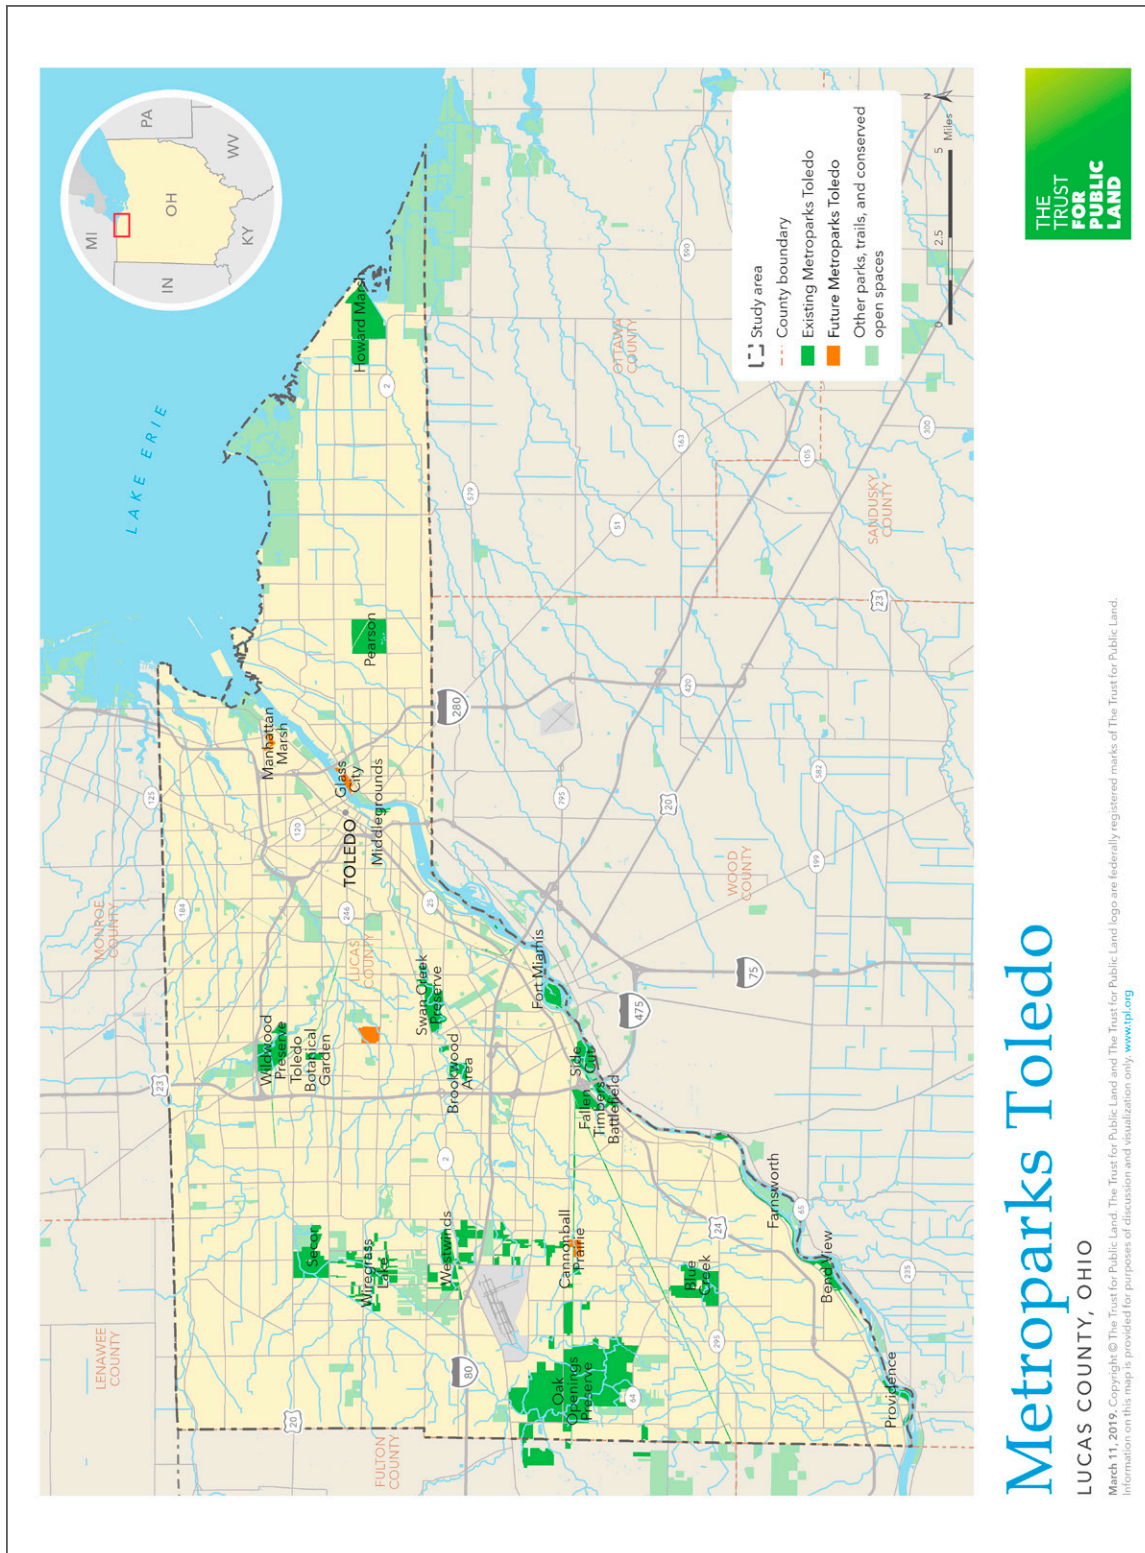 Metroparks Toledo
LUCAS COUNTY, OHIO
March 11, 2019. Copyright © The Trust for Public Land. The Trust for Public Land and The Trust for Public Land logo are federally registered marks of The Trust for Public Land.
Information on this map is provided for purposes of discussion and visualization only. www.tpl.org
THE
TRUST
FOR
PUBLIC
LAND
MI
PA
OH
IN
WV
KY
LAKE ERIE
LENAWEE
COUNTY
MONROE
COUNTY
FULTON
COUNTY
LUCAS
COUNTY
WOOD
COUNTY
OTTAWA
COUNTY
SANDUSKY
COUNTY
20
23
184
125
120
246
TOLEDO
Manhattan
Marsh
Glass
City
Middlegrounds
Pearson
Howard Marsh
2
Wildwood
Preserve
Toledo
Botanical
Garden
Secor
Wiregrass
Lake
Westwinds
2
Brookwood
Area
Swan Creek
Preserve
25
280
579
80
Oak
Openings
Preserve
64
Cannonball
Prairie
Fallen
Timbers
Battlefield
Side
Cut
Fort Miamis
475
75
795
20
420
51
163
590
105
300
23
582
199
Blue
Creek
24
295
Farnsworth
65
Bend View
235
Providence
Study area
County boundary
Existing Metroparks Toledo
Future Metroparks Toledo
Other parks, trails, and conserved
open spaces
0 2.5 5
Miles
N